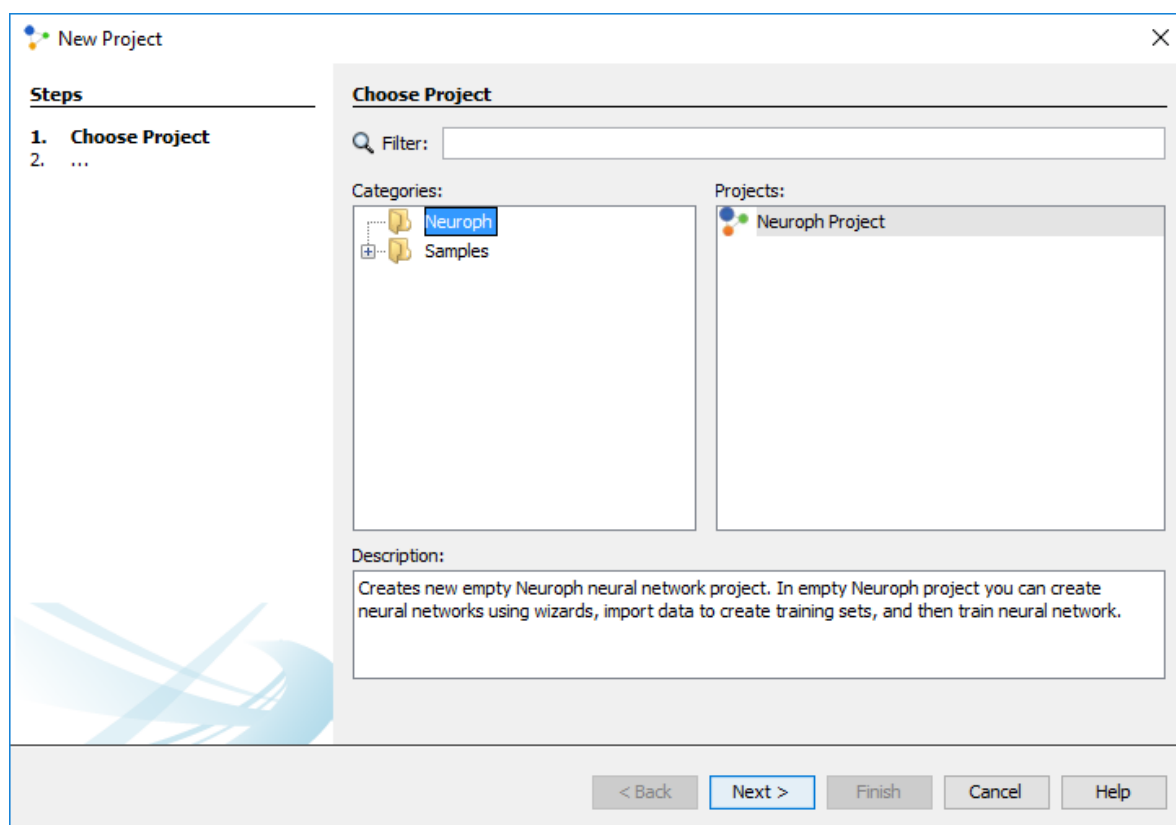 New Project
Steps
1. Choose Project
2. ...
Choose Project
Filter:
Categories:
Neuroph
Samples
Projects:
Neuroph Project
Description:
Creates new empty Neuroph neural network project. In empty Neuroph project you can create
neural networks using wizards, import data to create training sets, and then train neural network.
< Back
Next >
Finish
Cancel
Help